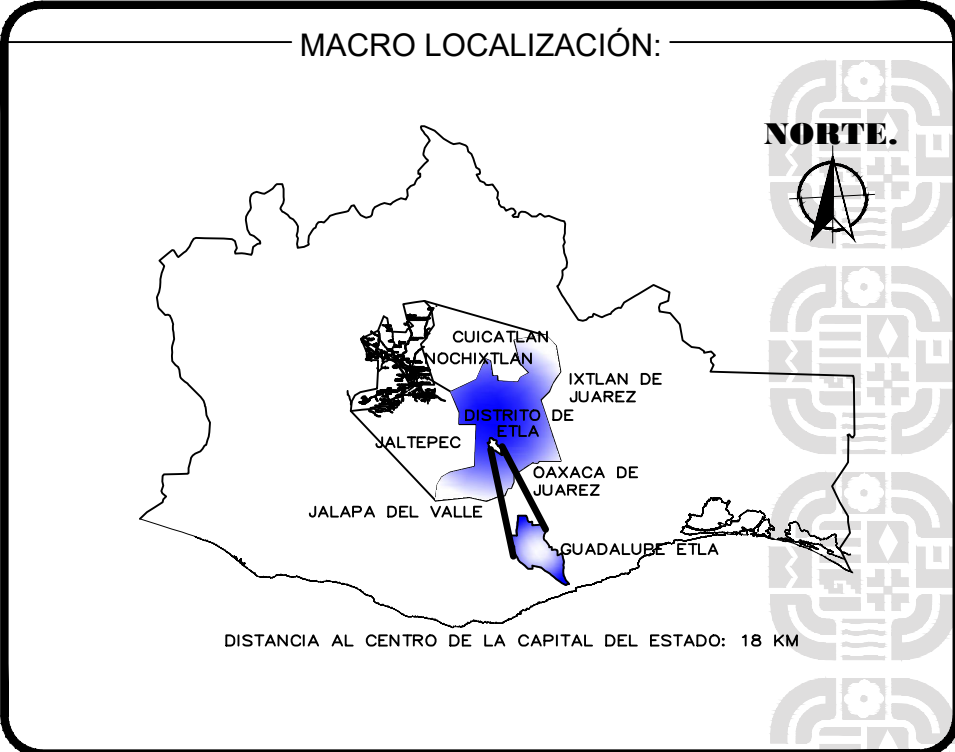 MACRO LOCALIZACIÓN:
NORTE.
CUICATLAN
NOCHIXTLAN
IXTLAN DE
JUAREZ
DISTRITO DE
ETLA
JALTEPEC
OAXACA DE
JUAREZ
JALAPA DEL VALLE
GUADALUPE ETLA
DISTANCIA AL CENTRO DE LA CAPITAL DEL ESTADO: 18 KM